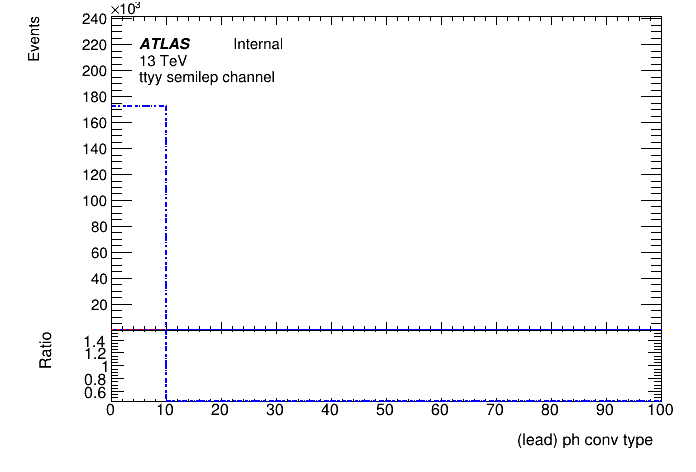 ×10³
Events
240
220
200
180
160
140
120
100
80
60
40
20
ATLAS Internal
13 TeV
ttyy semilep channel
Ratio
1.4
1.2
1
0.8
0.6
0 10 20 30 40 50 60 70 80 90 100
(lead) ph conv type